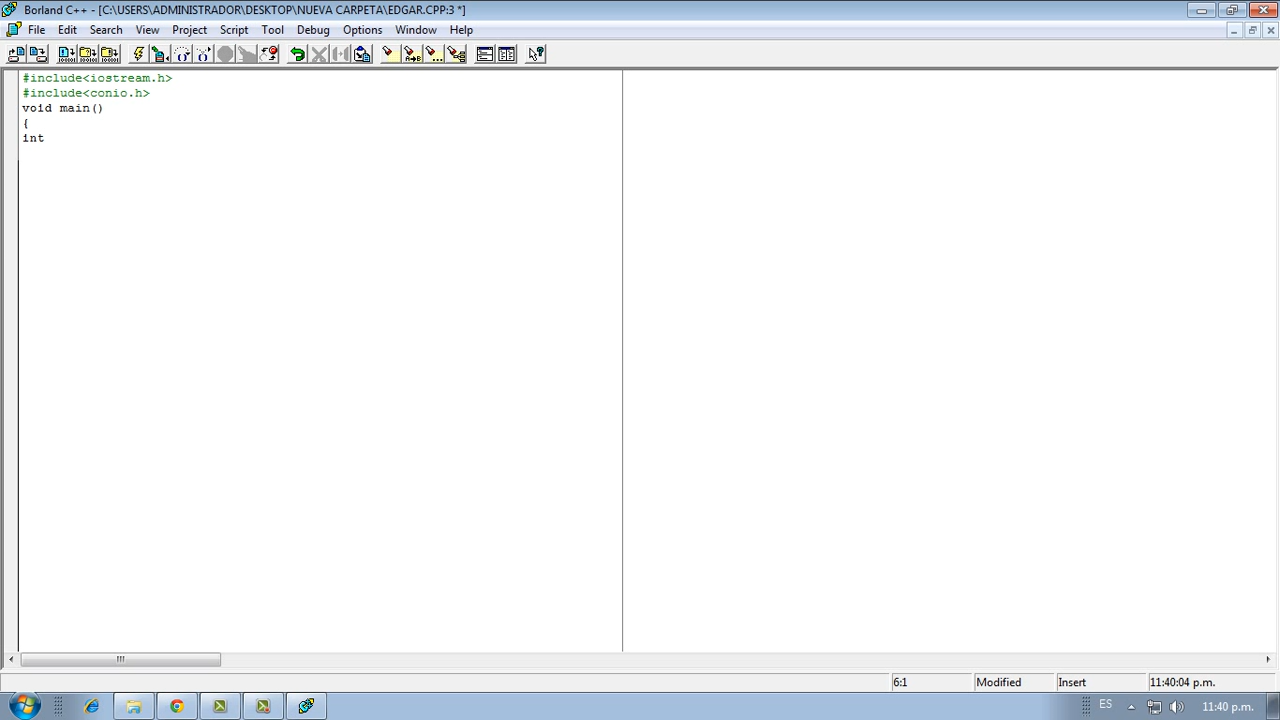 Borland C++ - [C:\USERS\ADMINISTRADOR\DESKTOP\NUEVA CARPETA\EDGAR.CPP:3 *]
File Edit Search View Project Script Tool Debug Options Window Help
#include<iostream.h>
#include<conio.h>
void main()
{
int
6:1 Modified Insert 11:40:04 p.m.
ES 11:40 p.m.